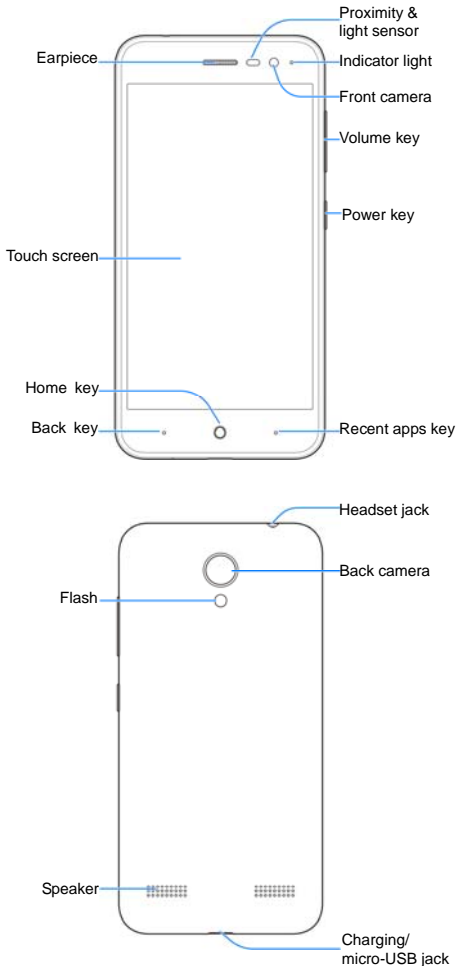 Proximity &
light sensor
Earpiece
Indicator light
Front camera
Volume key
Power key
Touch screen
Home key
Back key
Recent apps key
Headset jack
Back camera
Flash
Speaker
Charging/
micro-USB jack